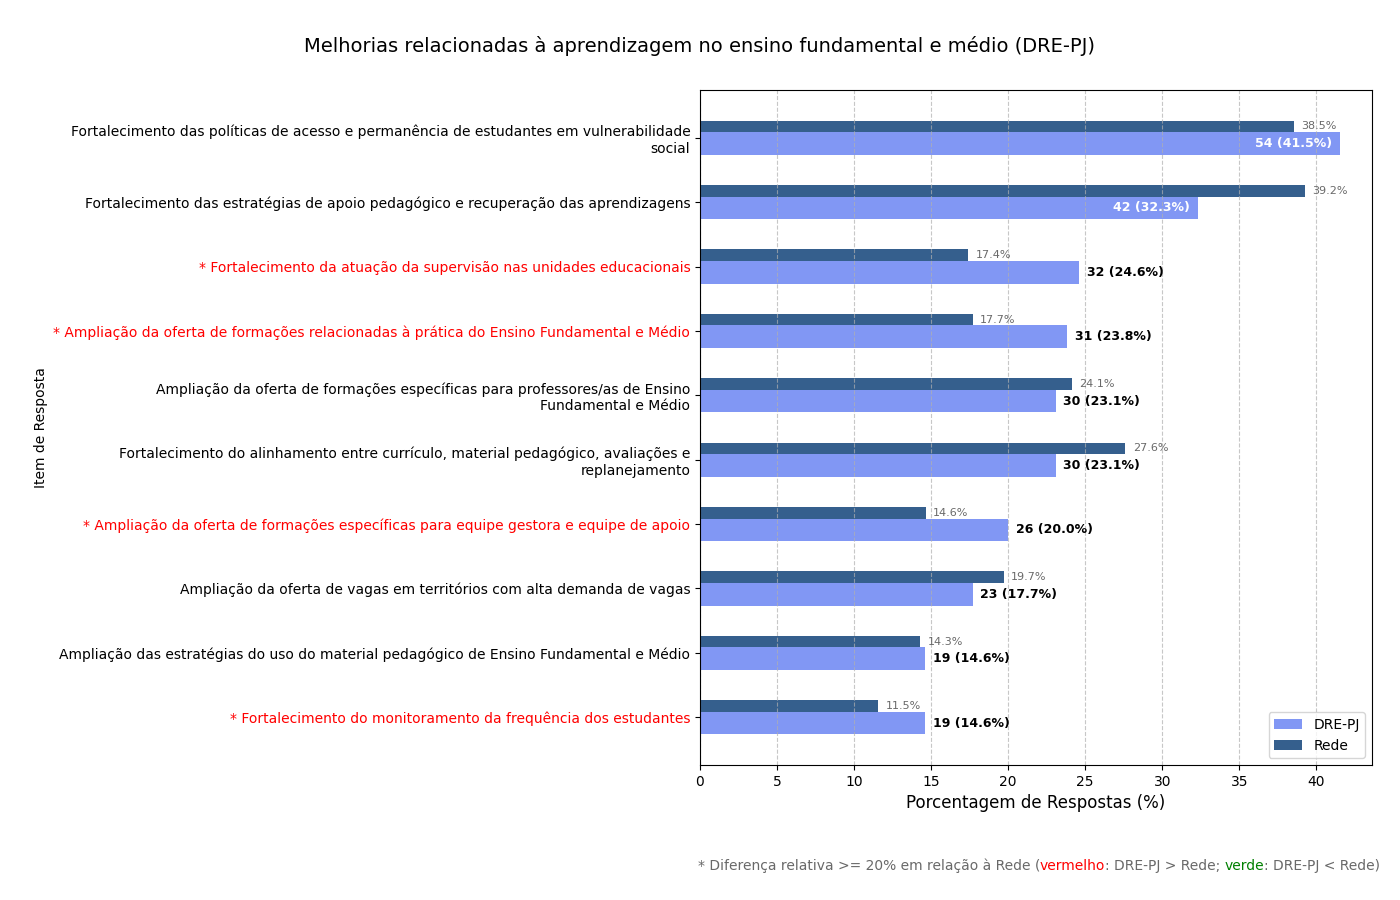 Melhorias relacionadas à aprendizagem no ensino fundamental e médio (DRE-PJ)
Item de Resposta
Fortalecimento das políticas de acesso e permanência de estudantes em vulnerabilidade
social
38.5%
54 (41.5%)
Fortalecimento das estratégias de apoio pedagógico e recuperação das aprendizagens
39.2%
42 (32.3%)
* Fortalecimento da atuação da supervisão nas unidades educacionais
17.4%
32 (24.6%)
* Ampliação da oferta de formações relacionadas à prática do Ensino Fundamental e Médio
17.7%
31 (23.8%)
Ampliação da oferta de formações específicas para professores/as de Ensino
Fundamental e Médio
24.1%
30 (23.1%)
Fortalecimento do alinhamento entre currículo, material pedagógico, avaliações e
replanejamento
27.6%
30 (23.1%)
* Ampliação da oferta de formações específicas para equipe gestora e equipe de apoio
14.6%
26 (20.0%)
Ampliação da oferta de vagas em territórios com alta demanda de vagas
19.7%
23 (17.7%)
Ampliação das estratégias do uso do material pedagógico de Ensino Fundamental e Médio
14.3%
19 (14.6%)
* Fortalecimento do monitoramento da frequência dos estudantes
11.5%
19 (14.6%)
DRE-PJ
Rede
0 5 10 15 20 25 30 35 40
Porcentagem de Respostas (%)
* Diferença relativa >= 20% em relação à Rede (vermelho: DRE-PJ > Rede; verde: DRE-PJ < Rede)